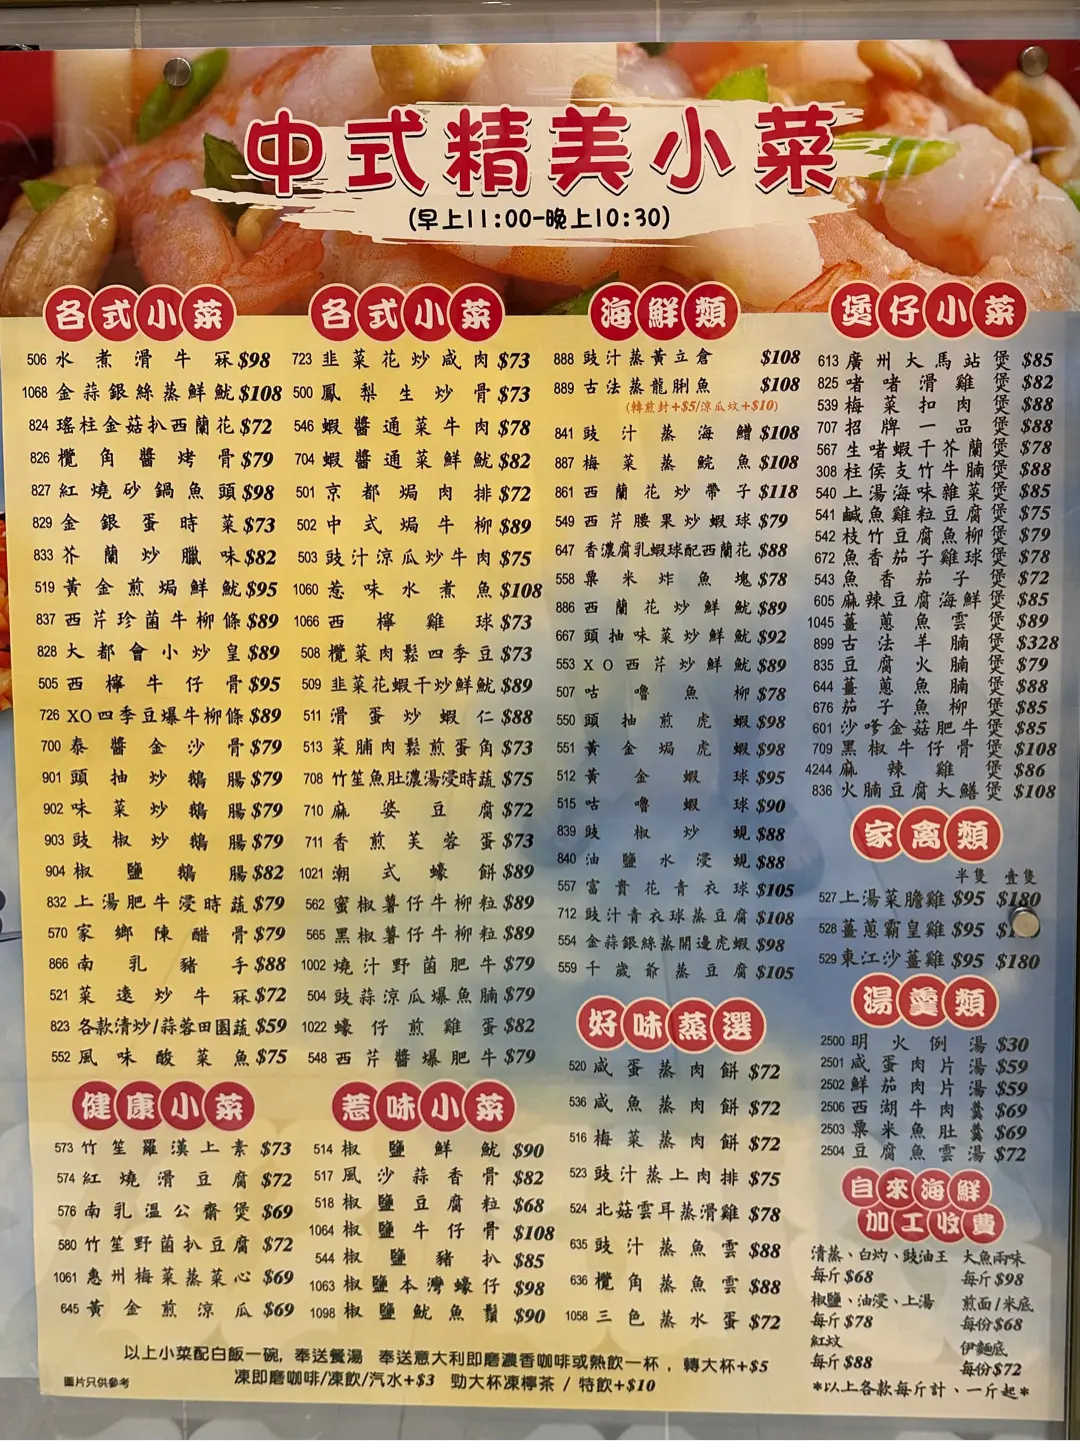 中式精美小菜
(早上11:00-晚上10:30)
各式小菜
506 水煮滑牛冧 $98
1068 金蒜銀絲蒸鮮魷 $108
824 瑤柱金菇扒西蘭花 $72
826 欖角醬烤骨 $79
827 紅燒砂鍋魚頭 $98
829 金銀蛋時菜 $73
833 芥蘭炒臘味 $82
519 黃金煎焗鮮魷 $95
837 西芹珍菌牛柳條 $89
828 大都會小炒皇 $89
505 西檸牛仔骨 $95
726 XO四季豆爆牛柳條 $89
700 泰醬金沙骨 $79
901 頭抽炒鵝腸 $79
902 味菜炒鵝腸 $79
903 豉椒炒鵝腸 $79
904 椒鹽鵝腸 $82
832 上湯肥牛浸時蔬 $79
570 家鄉陳醋骨 $79
866 南乳豬手 $88
521 菜遠炒牛冧 $72
823 各款清炒/蒜蓉田園蔬 $59
552 風味酸菜魚 $75
健康小菜
573 竹笙羅漢上素 $73
574 紅燒滑豆腐 $72
576 南乳溫公齋煲 $69
580 竹笙野菌扒豆腐 $72
1061 惠州梅菜蒸菜心 $69
645 黃金煎涼瓜 $69
各式小菜
723 韭菜花炒咸肉 $73
500 鳳梨生炒骨 $73
546 蝦醬通菜牛肉 $78
704 蝦醬通菜鮮魷 $82
501 京都焗肉排 $72
502 中式焗牛柳 $89
503 豉汁涼瓜炒牛肉 $75
1060 惹味水煮魚 $108
1066 西檸雞球 $73
508 欖菜肉鬆四季豆 $73
509 韭菜花蝦干炒鮮魷 $89
511 滑蛋炒蝦仁 $88
513 菜脯肉鬆煎蛋角 $73
708 竹笙魚肚濃湯浸時蔬 $75
710 麻婆豆腐 $72
711 香煎芙蓉蛋 $73
1021 潮式蠔餅 $89
562 蜜椒薯仔牛柳粒 $89
565 黑椒薯仔牛柳粒 $89
1002 燒汁野菌肥牛 $79
504 豉蒜涼瓜爆魚腩 $79
1022 蠔仔煎雞蛋 $82
548 西芹醬爆肥牛 $79
惹味小菜
514 椒鹽鮮魷 $90
517 風沙蒜香骨 $82
518 椒鹽豆腐粒 $68
1064 椒鹽牛仔骨 $108
544 椒鹽豬扒 $85
1063 椒鹽本灣蠔仔 $98
1098 椒鹽魷魚鬚 $90
海鮮類
888 豉汁蒸黃立倉 $108
889 古法蒸龍脷魚 $108
(轉煎封+$5/涼瓜炆+$10)
841 豉汁蒸海鱔 $108
887 梅菜蒸鯇魚 $108
861 西蘭花炒帶子 $118
549 西芹腰果炒蝦球 $79
647 香濃腐乳蝦球配西蘭花 $88
558 粟米炸魚塊 $78
886 西蘭花炒鮮魷 $89
667 頭抽味菜炒鮮魷 $92
553 XO西芹炒鮮魷 $89
507 咕嚕魚柳 $78
550 頭抽煎虎蝦 $98
551 黃金焗虎蝦 $98
512 黃金蝦球 $95
515 咕嚕蝦球 $90
839 豉椒炒蜆 $88
840 油鹽水浸蜆 $88
557 富貴花青衣球 $105
712 豉汁青衣球蒸豆腐 $108
554 金蒜銀絲蒸開邊虎蝦 $98
559 千歲爺蒸豆腐 $105
好味蒸選
520 咸蛋蒸肉餅 $72
536 咸魚蒸肉餅 $72
516 梅菜蒸肉餅 $72
523 豉汁蒸上肉排 $75
524 北菇雲耳蒸滑雞 $78
635 豉汁蒸魚雲 $88
636 欖角蒸魚雲 $88
1058 三色蒸水蛋 $72
煲仔小菜
613 廣州大馬站煲 $85
825 啫啫滑雞煲 $82
539 梅菜扣肉煲 $88
707 招牌一品煲 $88
567 生啫蝦干芥蘭煲 $78
308 柱侯支竹牛腩煲 $88
540 上湯海味雜菜煲 $85
541 鹹魚雞粒豆腐煲 $75
542 枝竹豆腐魚柳煲 $79
672 魚香茄子雞球煲 $78
543 魚香茄子煲 $72
605 麻辣豆腐海鮮煲 $85
1045 薑蔥魚雲煲 $89
899 古法羊腩煲 $328
835 豆腐火腩煲 $79
644 薑蔥魚腩煲 $88
676 茄子魚柳煲 $85
601 沙嗲金菇肥牛煲 $85
709 黑椒牛仔骨煲 $108
4244 麻辣雞煲 $86
836 火腩豆腐大鱔煲 $108
家禽類
半隻 壹隻
527 上湯菜膽雞 $95 $180
528 薑蔥霸皇雞 $95
529 東江沙薑雞 $95 $180
湯羹類
2500 明火例湯 $30
2501 咸蛋肉片湯 $59
2502 鮮茄肉片湯 $59
2506 西湖牛肉羹 $69
2503 粟米魚肚羹 $69
2504 豆腐魚雲湯 $72
自來海鮮
加工收費
清蒸、白灼、豉油王 大魚兩味
每斤$68 每斤$98
椒鹽、油浸、上湯 煎面/米底
每斤$78 每份$68
紅炆 伊麵底
每斤$88 每份$72
*以上各款每斤計、一斤起*
以上小菜配白飯一碗，奉送餐湯 奉送意大利即磨濃香咖啡或熱飲一杯，轉大杯+$5
凍即磨咖啡/凍飲/汽水+$3 勁大杯凍檸茶 / 特飲+$10
圖片只供參考